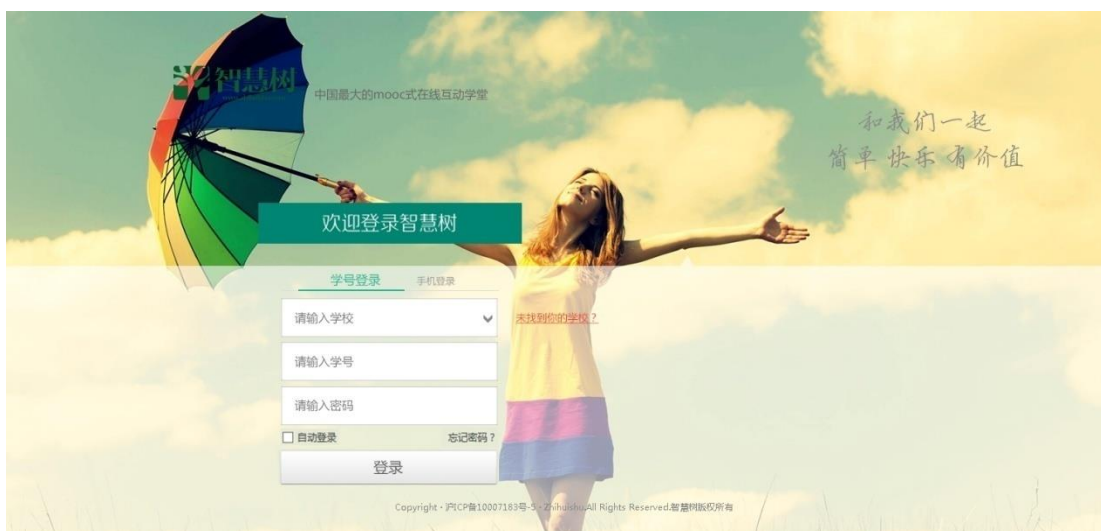 智慧树
中国最大的mooc式在线互动学堂
和我们一起
简单 快乐 有价值
欢迎登录智慧树
学号登录 手机登录
请输入学校
未找到你的学校？
请输入学号
请输入密码
自动登录 忘记密码？
登录
Copyright · 沪ICP备10007183号-5 · Zhihuishu,All Rights Reserved.智慧树版权所有